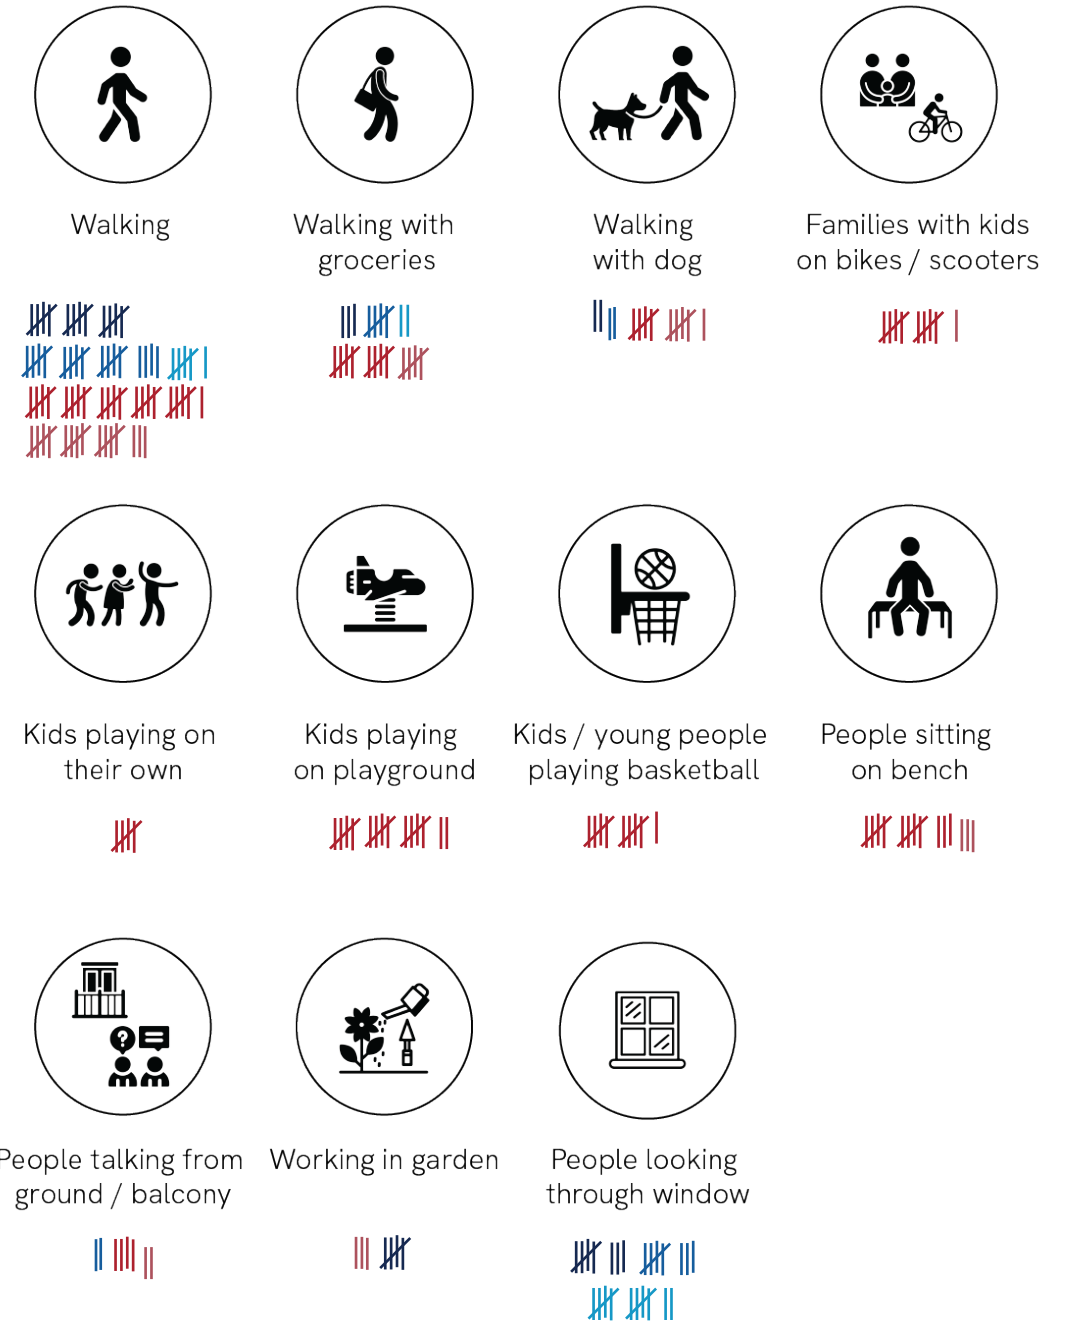 Walking
Walking with
groceries
Walking
with dog
Families with kids
on bikes / scooters
Kids playing on
their own
Kids playing
on playground
Kids / young people
playing basketball
People sitting
on bench
People talking from
ground / balcony
Working in garden
People looking
through window